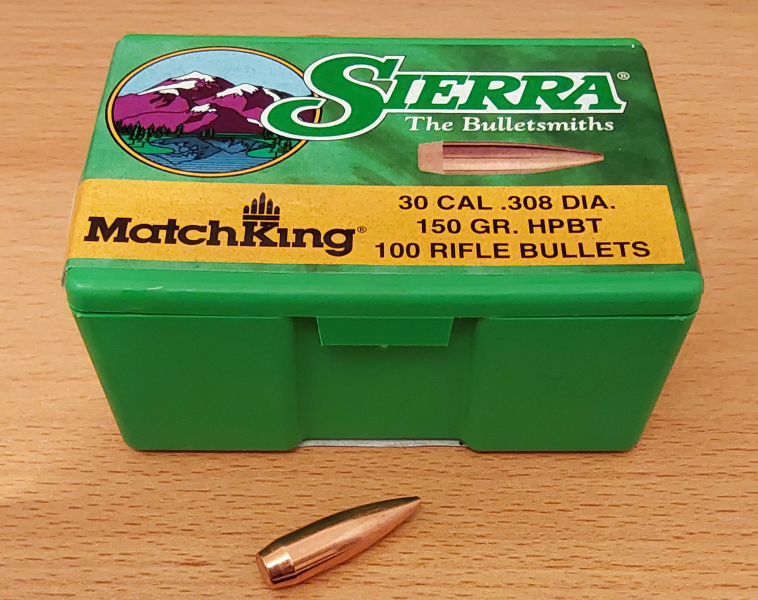 SIERRA®
The Bulletsmiths
MatchKing®
30 CAL .308 DIA.
150 GR. HPBT
100 RIFLE BULLETS